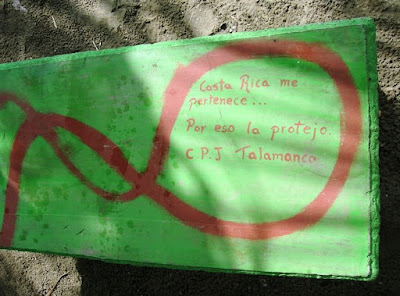 Costa Rica me
pertenece...
Por eso la protejo.
C P J Talamanca